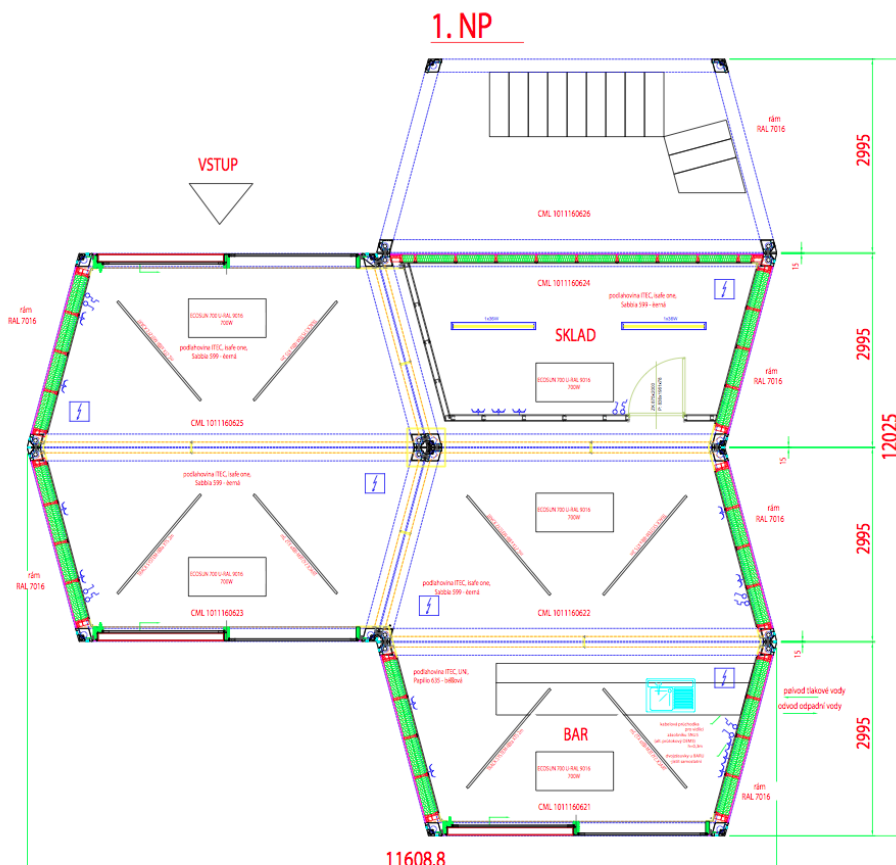 1. NP
rám
RAL 7016
2995
VSTUP
CML 1011160626
15
CML 1011160624
podlahovina ITEC, isafe one,
Sabbia 599 - černá
1x58W
1x58W
SKLAD
ECOSUN 700 U-RAL 9016
700W
rám
RAL 7016
2995
rám
RAL 7016
ECOSUN 700 U-RAL 9016
700W
podlahovina ITEC, isafe one,
Sabbia 599 - černá
CML 1011160625
12025
15
podlahovina ITEC, isafe one,
Sabbia 599 - černá
ECOSUN 700 U-RAL 9016
700W
rám
RAL 7016
2995
rám
RAL 7016
ECOSUN 700 U-RAL 9016
700W
CML 1011160623
podlahovina ITEC, isafe one,
Sabbia 599 - černá
CML 1011160622
15
podlahovina ITEC, UNI,
přívod tlakové vody
odvod odpadní vody
BAR
2995
ECOSUN 700 U-RAL 9016
700W
rám
RAL 7016
CML 1011160621
11608.8